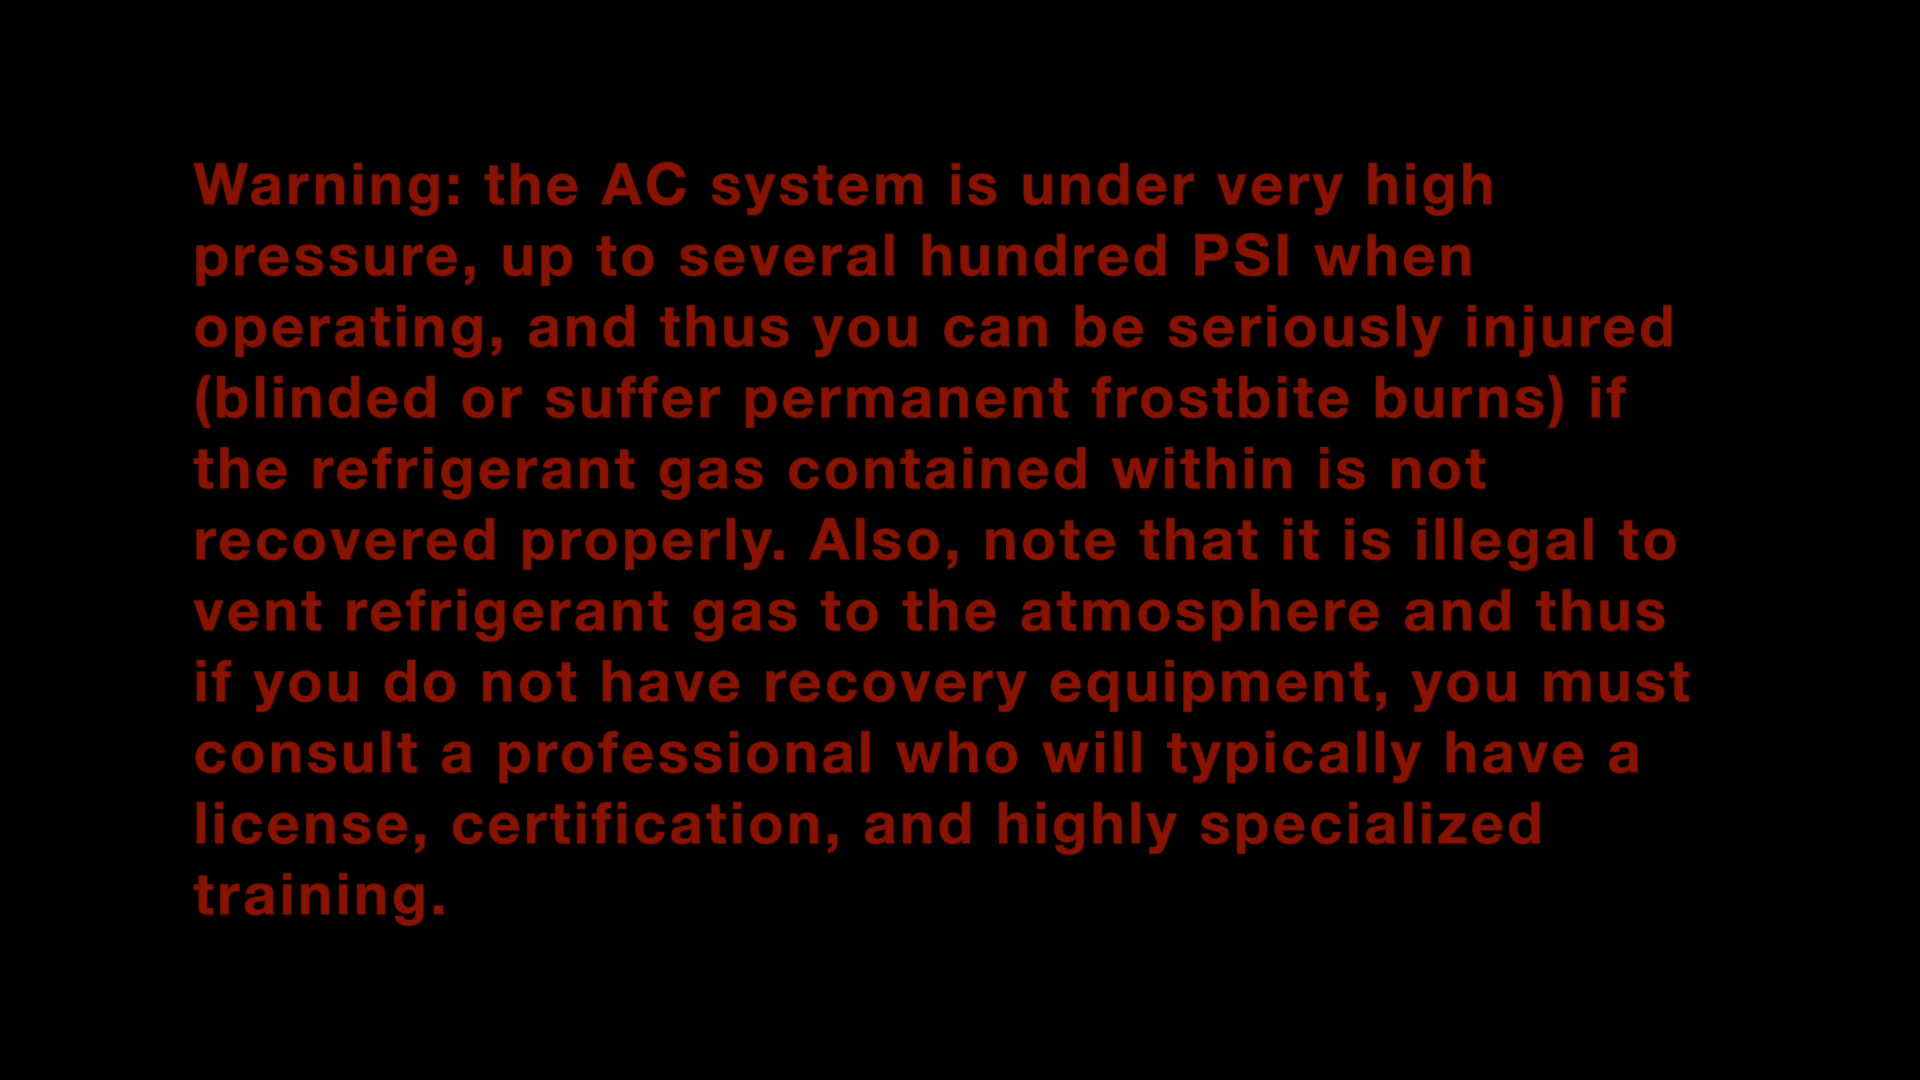 Warning: the AC system is under very high
pressure, up to several hundred PSI when
operating, and thus you can be seriously injured
(blinded or suffer permanent frostbite burns) if
the refrigerant gas contained within is not
recovered properly. Also, note that it is illegal to
vent refrigerant gas to the atmosphere and thus
if you do not have recovery equipment, you must
consult a professional who will typically have a
license, certification, and highly specialized
training.